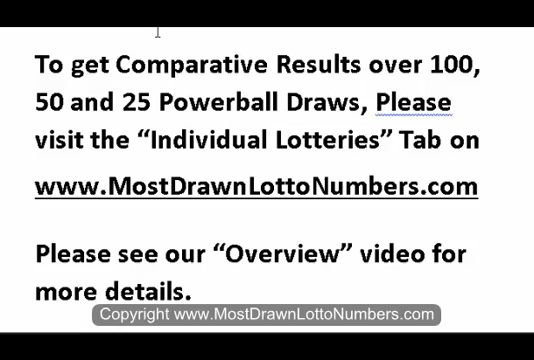 To get Comparative Results over 100,
50 and 25 Powerball Draws, Please
visit the “Individual Lotteries” Tab on
www.MostDrawnLottoNumbers.com
Please see our “Overview” video for
more details.
Copyright www.MostDrawnLottoNumbers.com